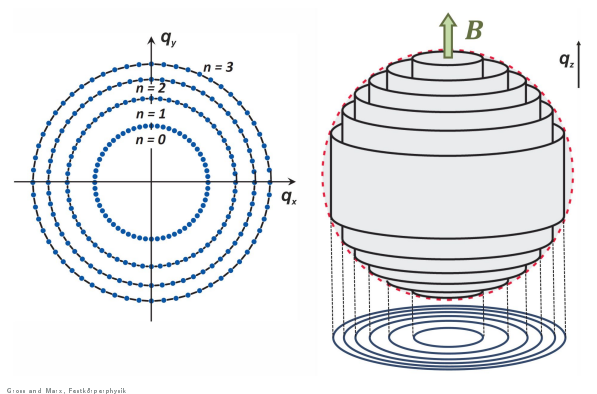 q_y
n = 3
n = 2
n = 1
n = 0
q_x
B
q_z
Gross and Marx, Festkörperphysik